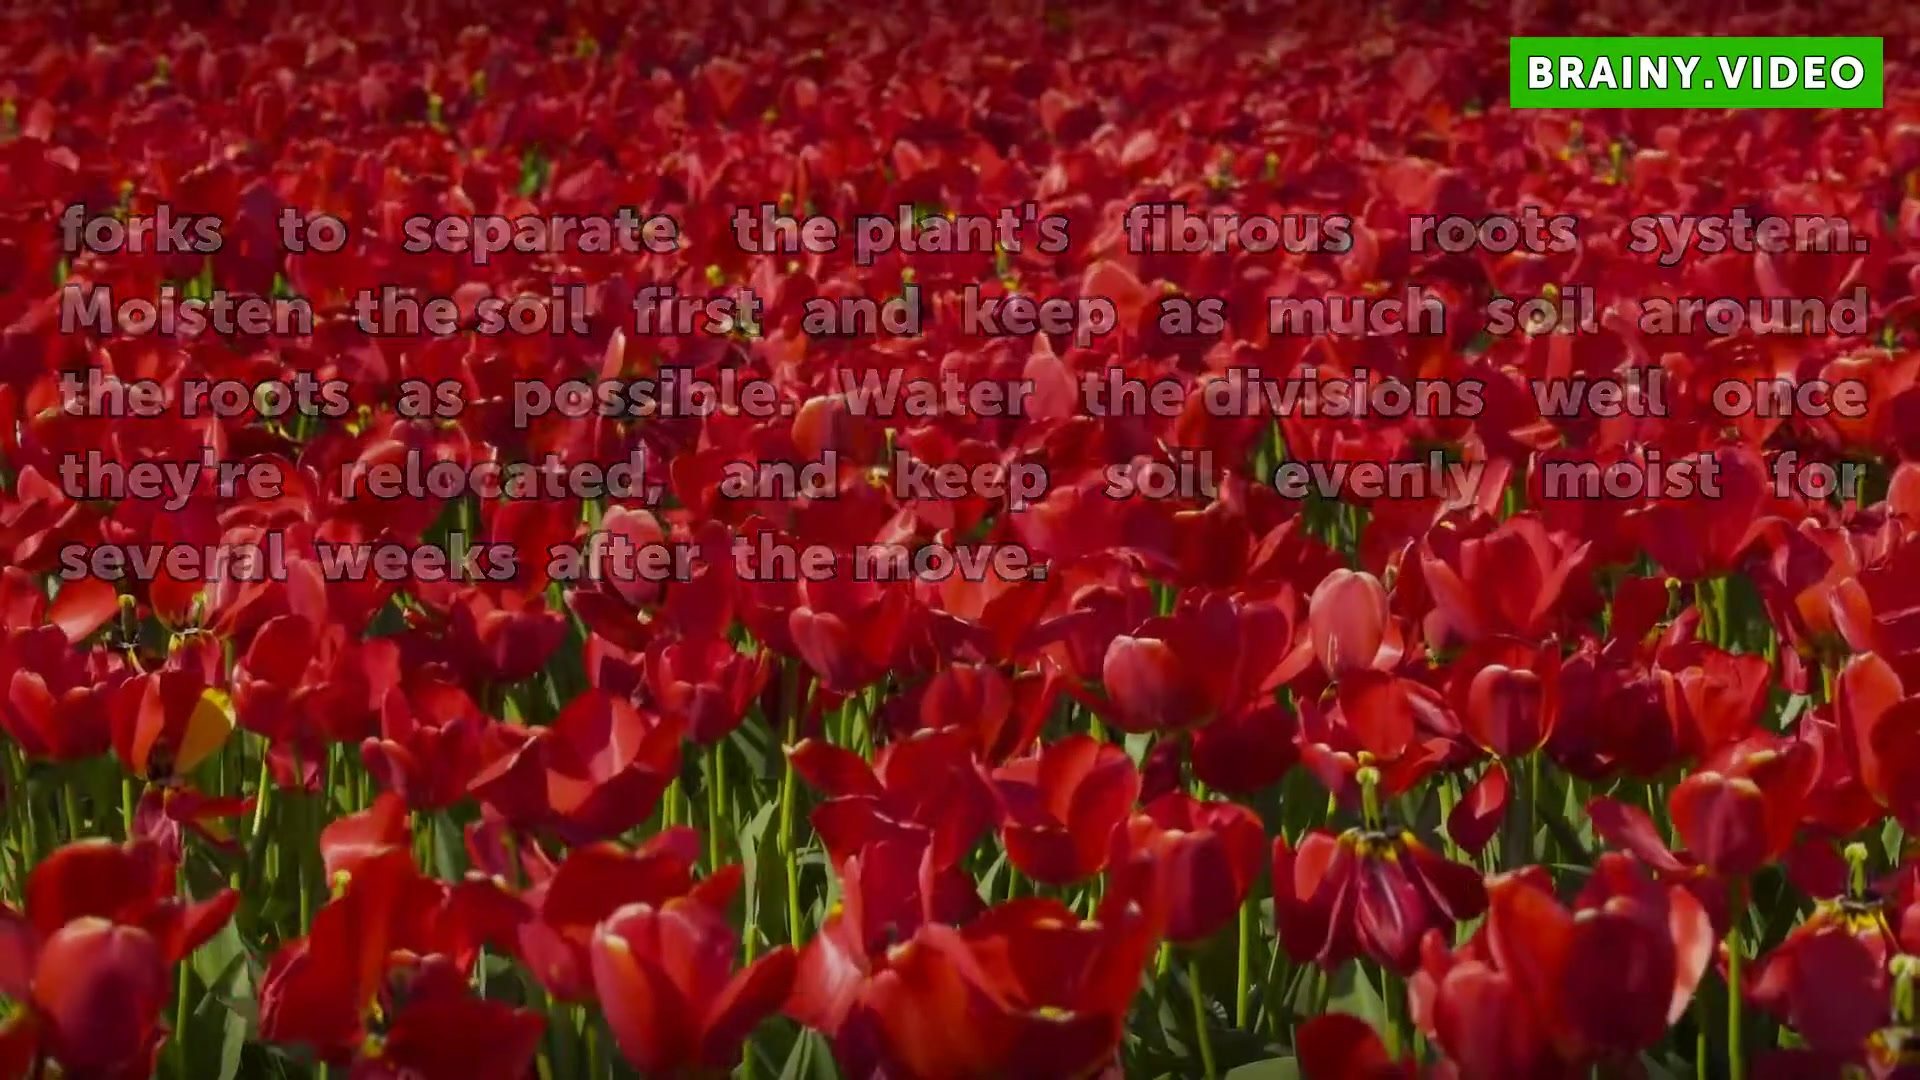 BRAINY.VIDEO
forks to separate the plant's fibrous roots system.
Moisten the soil first and keep as much soil around
the roots as possible. Water the divisions well once
they're relocated, and keep soil evenly moist for
several weeks after the move.